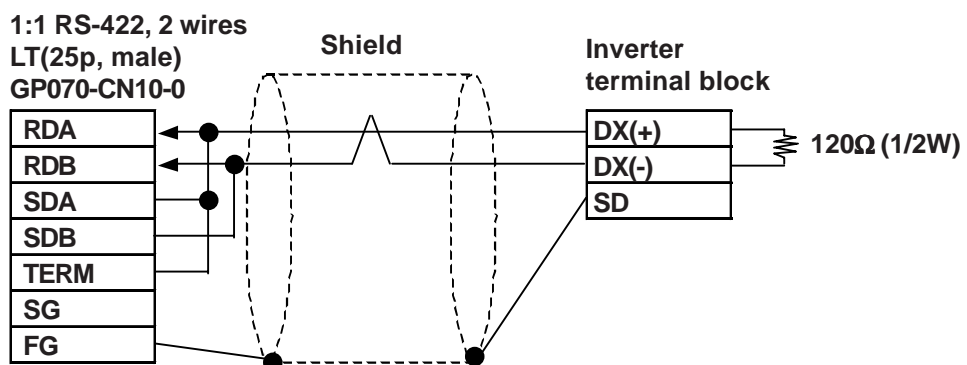 1:1 RS-422, 2 wires
LT(25p, male)
GP070-CN10-0
Shield
Inverter
terminal block
RDA
RDB
SDA
SDB
TERM
SG
FG
DX(+)
DX(-)
SD
120Ω (1/2W)